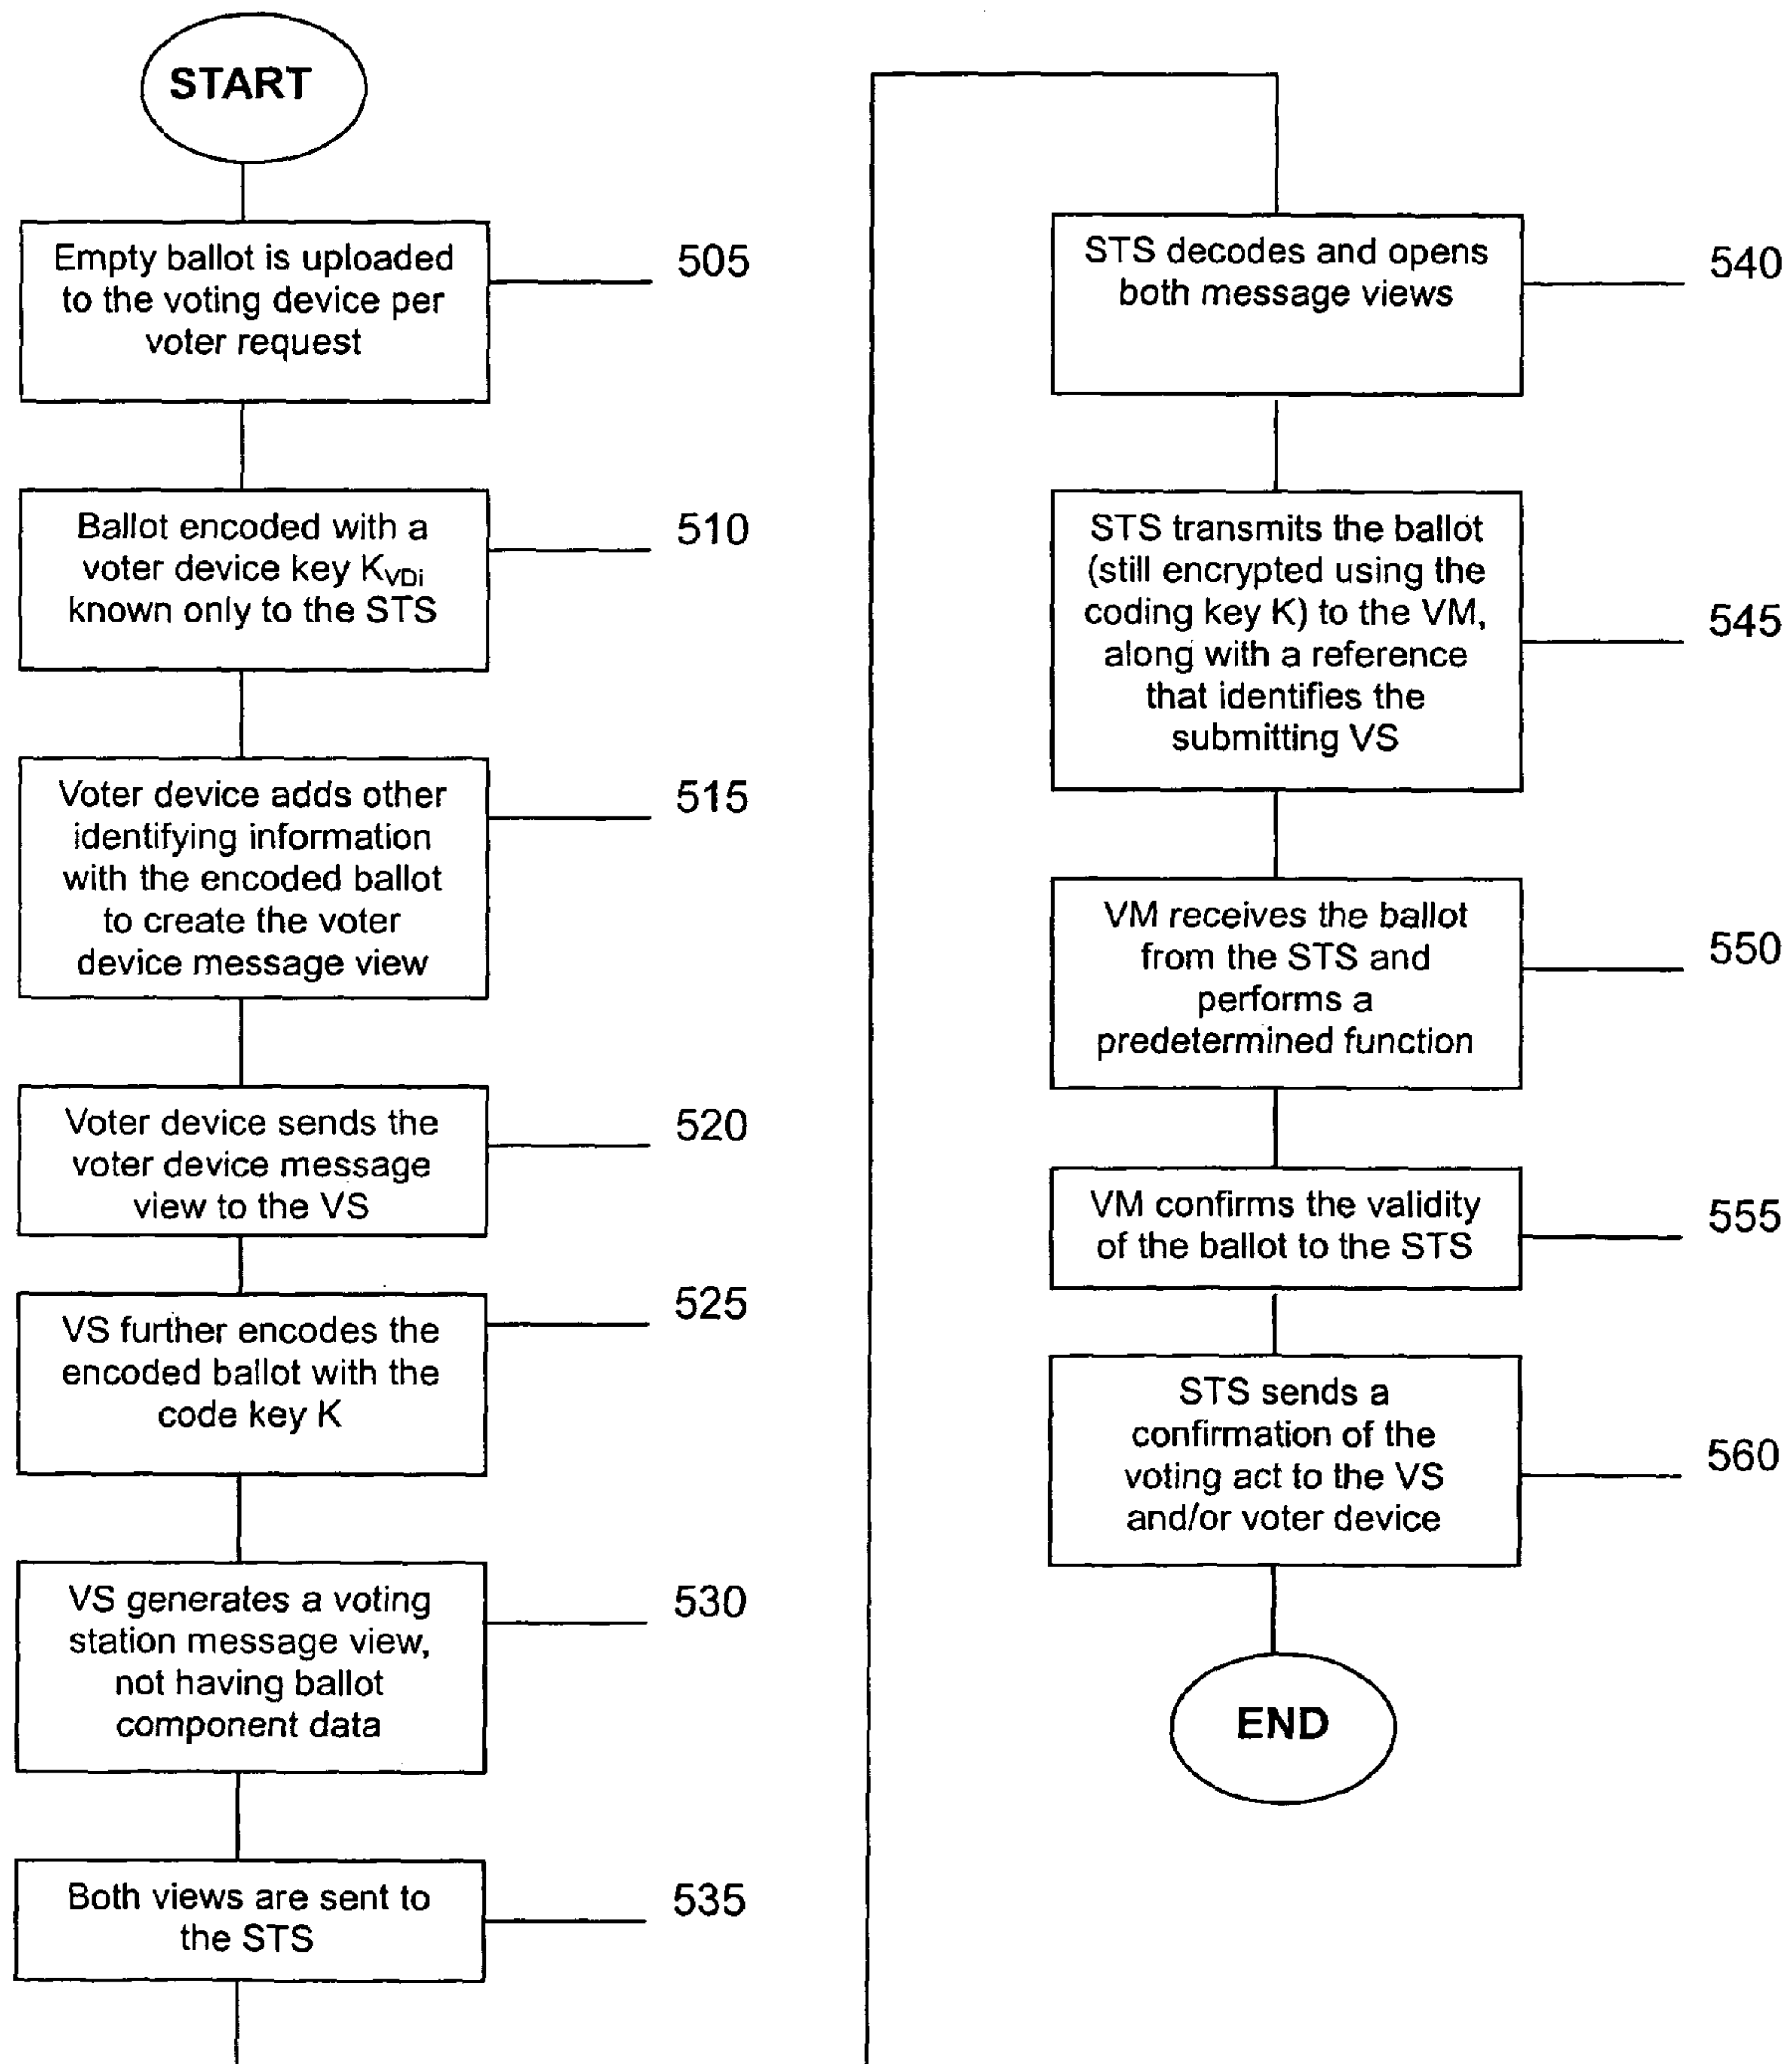 START
Empty ballot is uploaded
to the voting device per
voter request
505
Ballot encoded with a
voter device key KVDi
known only to the STS
510
Voter device adds other
identifying information
with the encoded ballot
to create the voter
device message view
515
Voter device sends the
voter device message
view to the VS
520
VS further encodes the
encoded ballot with the
code key K
525
VS generates a voting
station message view,
not having ballot
component data
530
Both views are sent to
the STS
535
STS decodes and opens
both message views
540
STS transmits the ballot
(still encrypted using the
coding key K) to the VM,
along with a reference
that identifies the
submitting VS
545
VM receives the ballot
from the STS and
performs a
predetermined function
550
VM confirms the validity
of the ballot to the STS
555
STS sends a
confirmation of the
voting act to the VS
and/or voter device
560
END